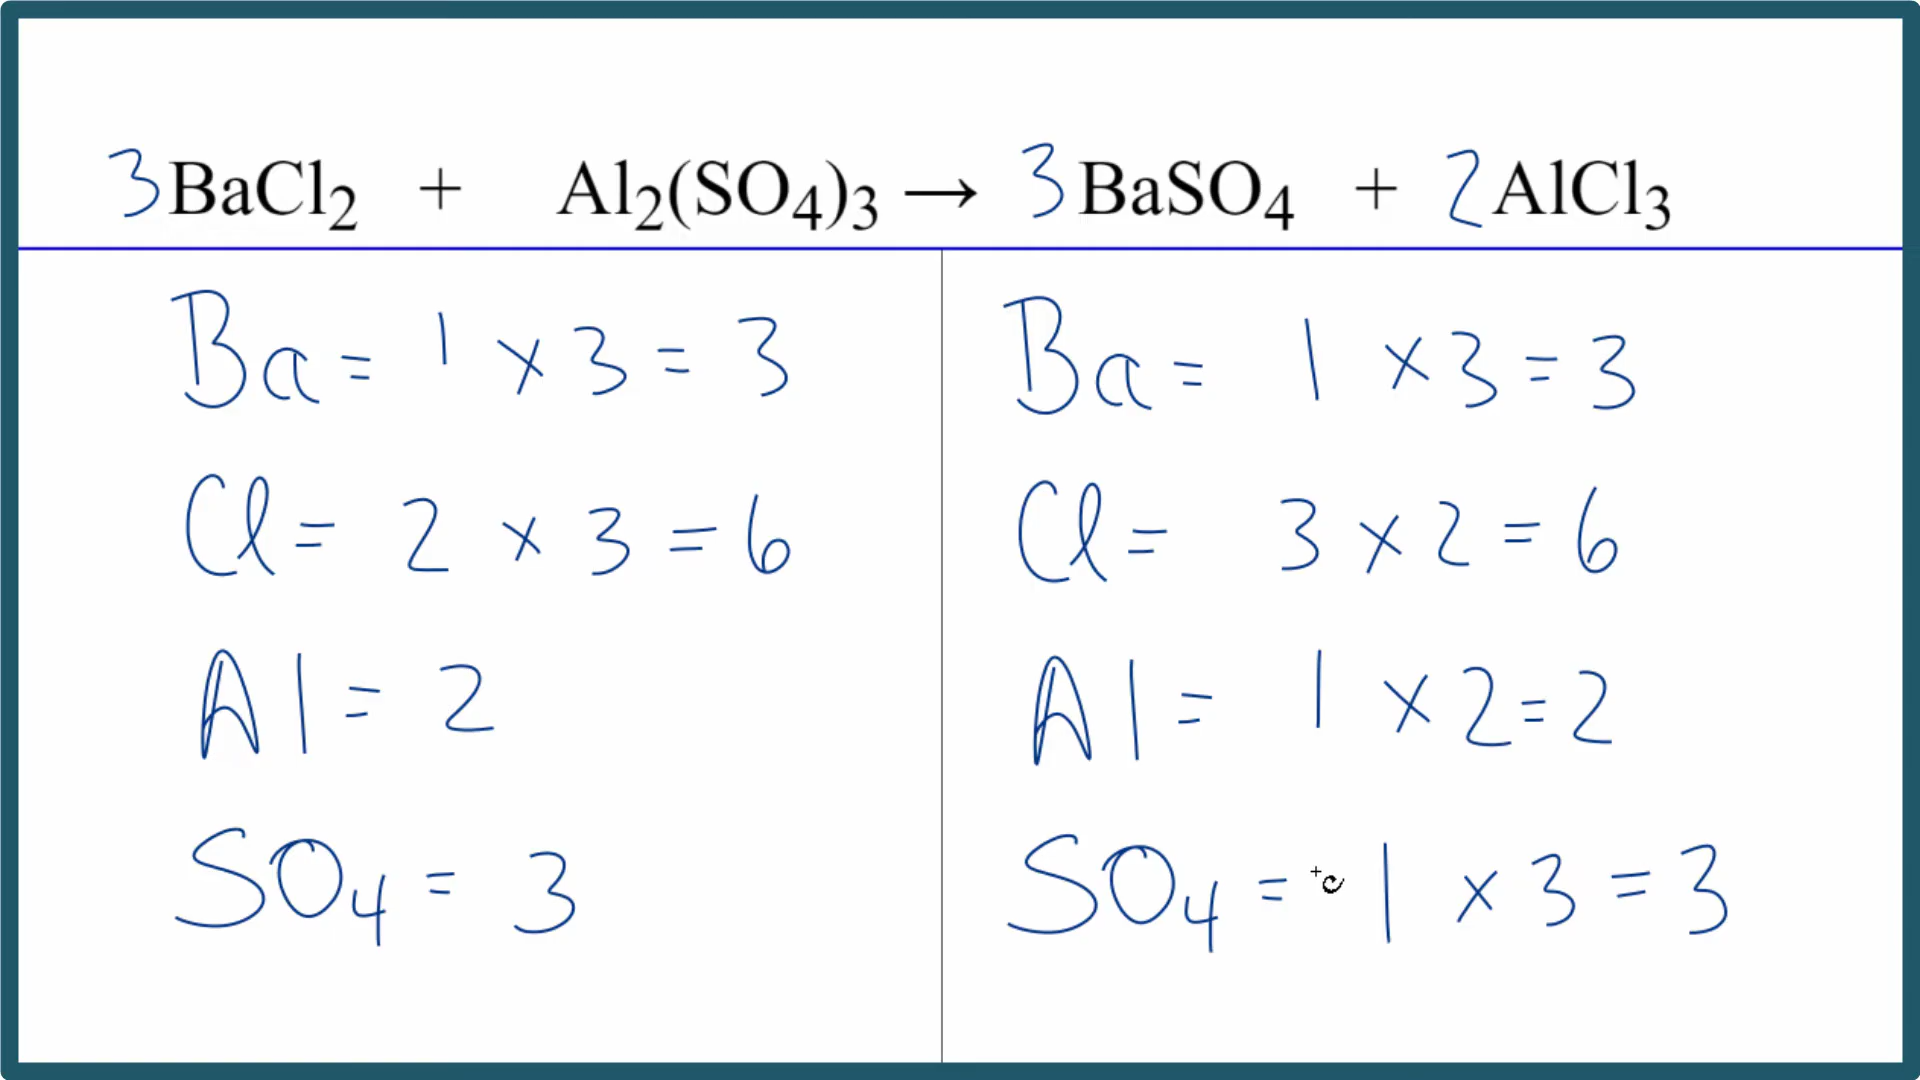 3BaCl₂ + Al₂(SO₄)₃ → 3BaSO₄ + 2AlCl₃
Ba = 1 × 3 = 3
Cl = 2 × 3 = 6
Al = 2
SO₄ = 3
Ba = 1 × 3 = 3
Cl = 3 × 2 = 6
Al = 1 × 2 = 2
SO₄ = 1 × 3 = 3